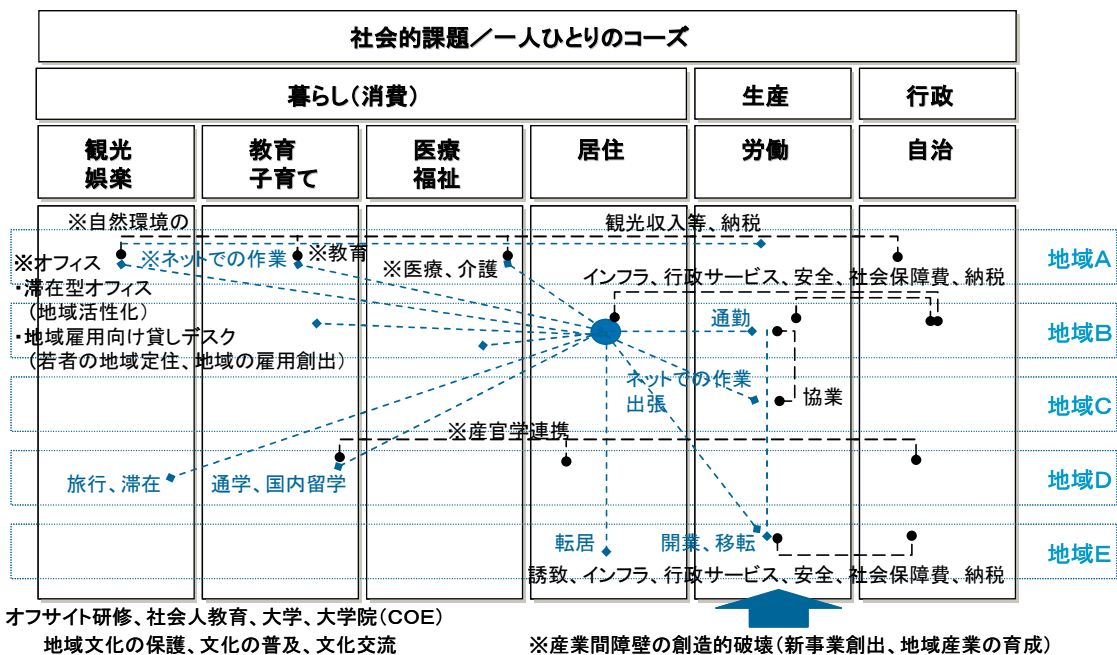 社会的課題／一人ひとりのコーズ
暮らし(消費)
生産
行政
観光
娯楽
教育
子育て
医療
福祉
居住
労働
自治
※自然環境の
観光収入等、納税
※オフィス
※ネットでの作業
※教育
※医療、介護
地域A
・滞在型オフィス
インフラ、行政サービス、安全、社会保障費、納税
(地域活性化)
通勤
地域B
・地域雇用向け貸しデスク
(若者の地域定住、地域の雇用創出)
ネットでの作業
出張
協業
地域C
※産官学連携
旅行、滞在
通学、国内留学
地域D
転居
開業、移転
地域E
誘致、インフラ、行政サービス、安全、社会保障費、納税
オフサイト研修、社会人教育、大学、大学院(COE)
地域文化の保護、文化の普及、文化交流
※産業間障壁の創造的破壊(新事業創出、地域産業の育成)